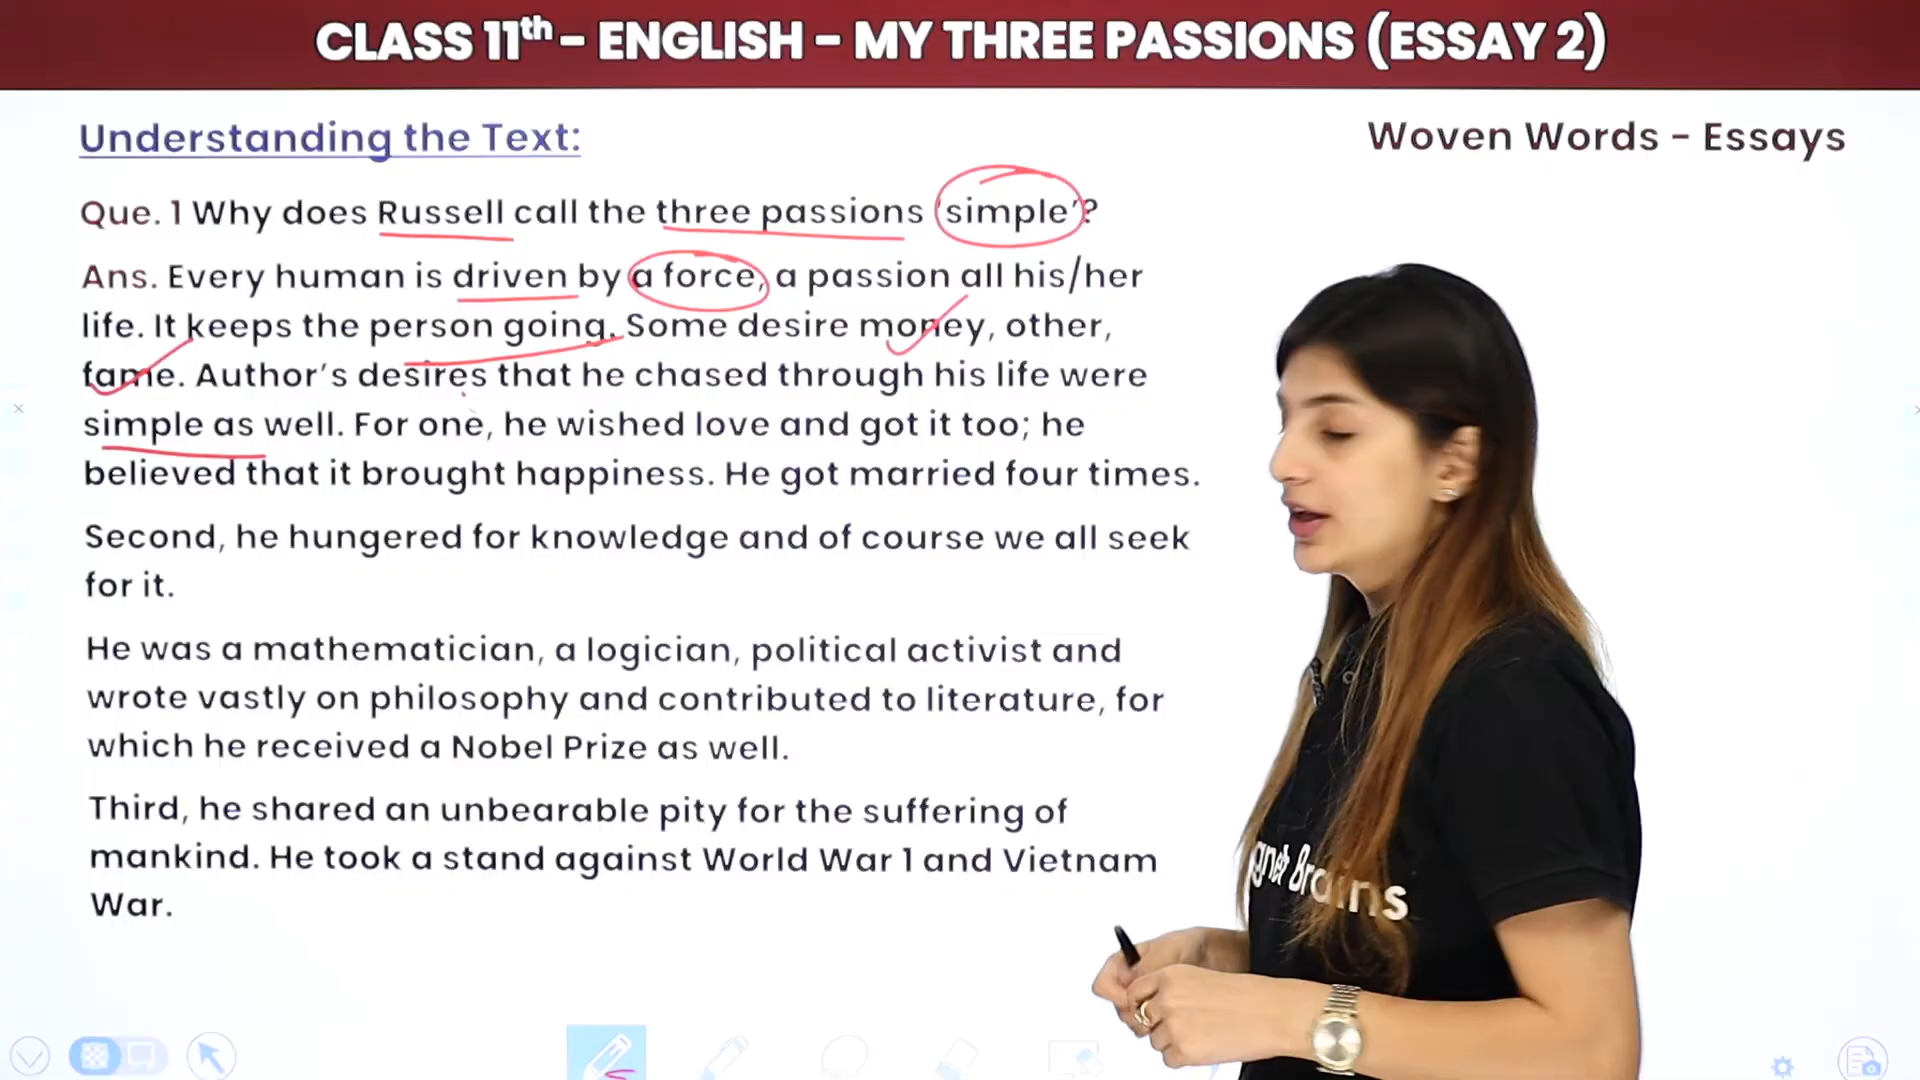 CLASS 11th - ENGLISH - MY THREE PASSIONS (ESSAY 2)
Understanding the Text:
Woven Words - Essays
Que. 1 Why does Russell call the three passions 'simple'?
Ans. Every human is driven by a force, a passion all his/her
life. It keeps the person going. Some desire money, other,
fame. Author's desires that he chased through his life were
simple as well. For one, he wished love and got it too; he
believed that it brought happiness. He got married four times.
Second, he hungered for knowledge and of course we all seek
for it.
He was a mathematician, a logician, political activist and
wrote vastly on philosophy and contributed to literature, for
which he received a Nobel Prize as well.
Third, he shared an unbearable pity for the suffering of
mankind. He took a stand against World War 1 and Vietnam
War.
gnet Brains